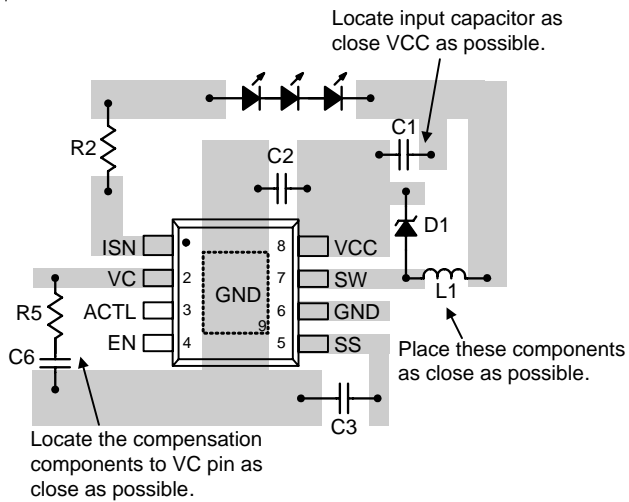 Locate input capacitor as
close VCC as possible.
C1
R2
C2
D1
ISN
8
VCC
VC
2
7
SW
GND
L1
R5
ACTL
3
6
GND
9
EN
4
5
SS
C6
Place these components
as close as possible.
C3
Locate the compensation
components to VC pin as
close as possible.